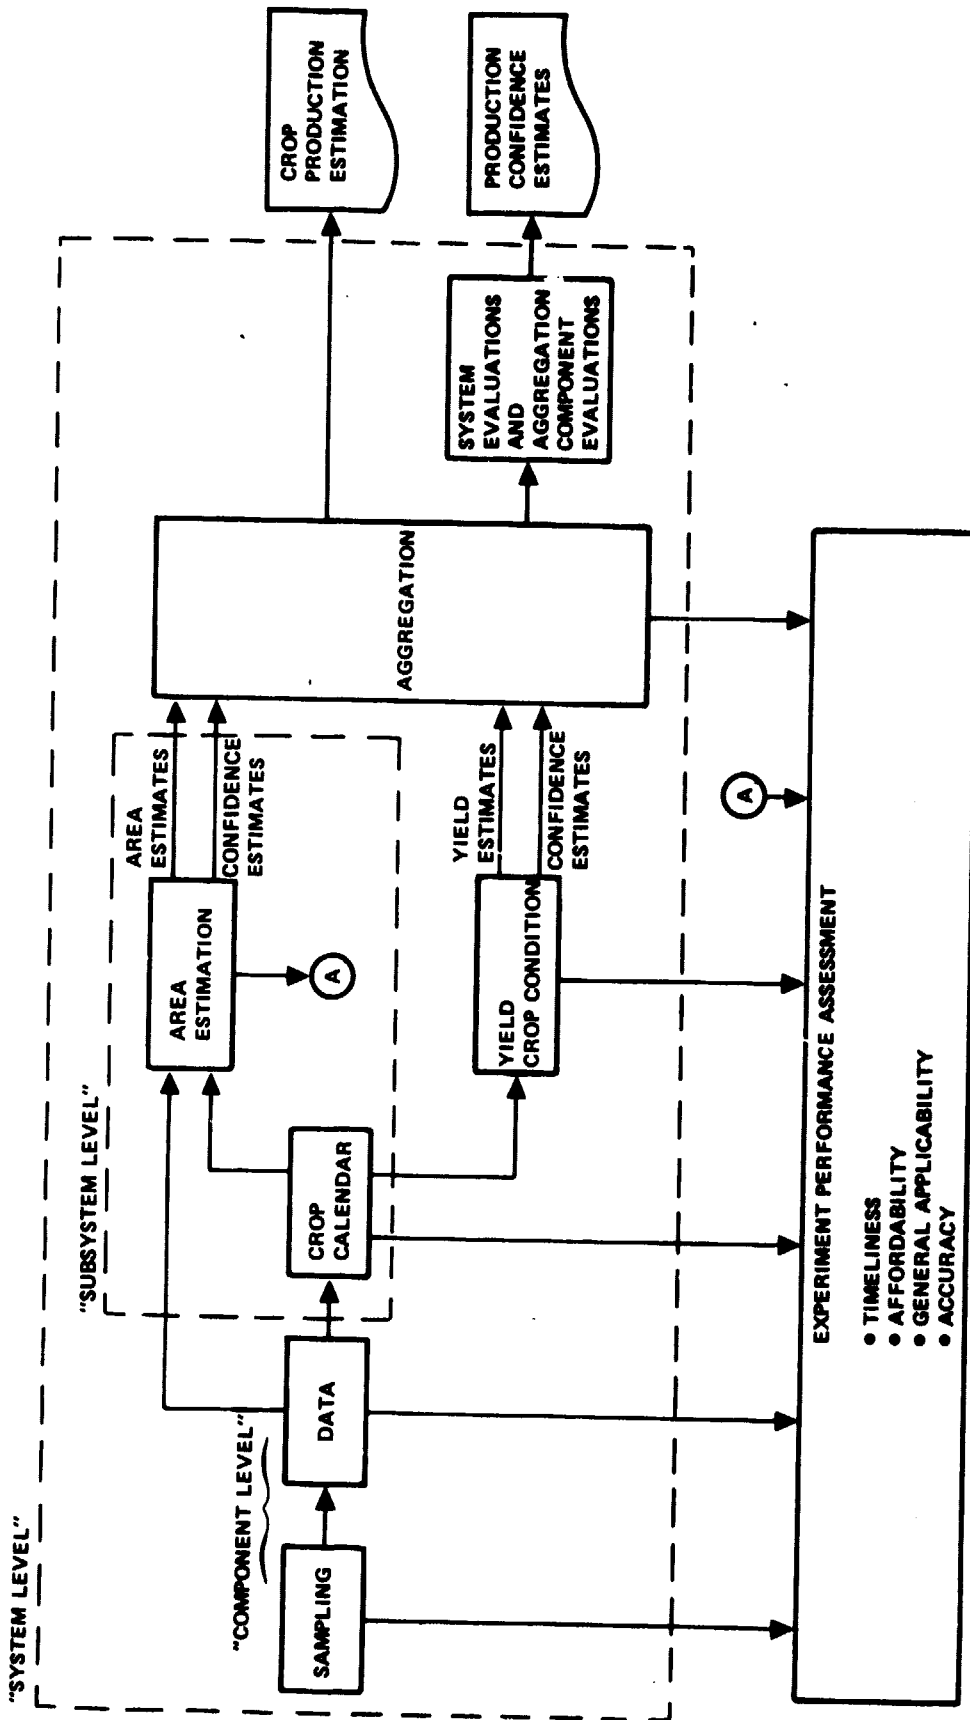 "SYSTEM LEVEL"
"SUBSYSTEM LEVEL"
"COMPONENT LEVEL"
SAMPLING
DATA
CROP
CALENDAR
AREA
ESTIMATION
A
AREA
ESTIMATES
CONFIDENCE
ESTIMATES
YIELD
CROP CONDITION
YIELD
ESTIMATES
CONFIDENCE
ESTIMATES
AGGREGATION
SYSTEM
EVALUATIONS
AND
AGGREGATION
COMPONENT
EVALUATIONS
CROP
PRODUCTION
ESTIMATION
PRODUCTION
CONFIDENCE
ESTIMATES
A
EXPERIMENT PERFORMANCE ASSESSMENT
• TIMELINESS
• AFFORDABILITY
• GENERAL APPLICABILITY
• ACCURACY